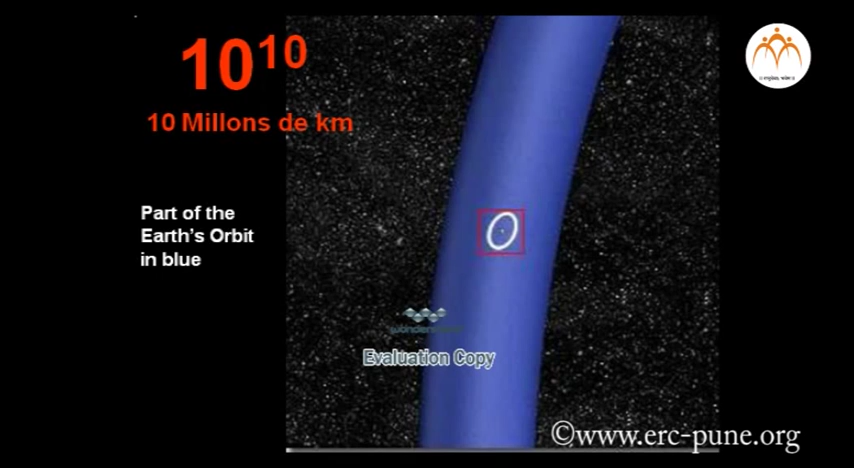 10¹⁰
10 Millons de km
Part of the
Earth's Orbit
in blue
Evaluation Copy
©www.erc-pune.org